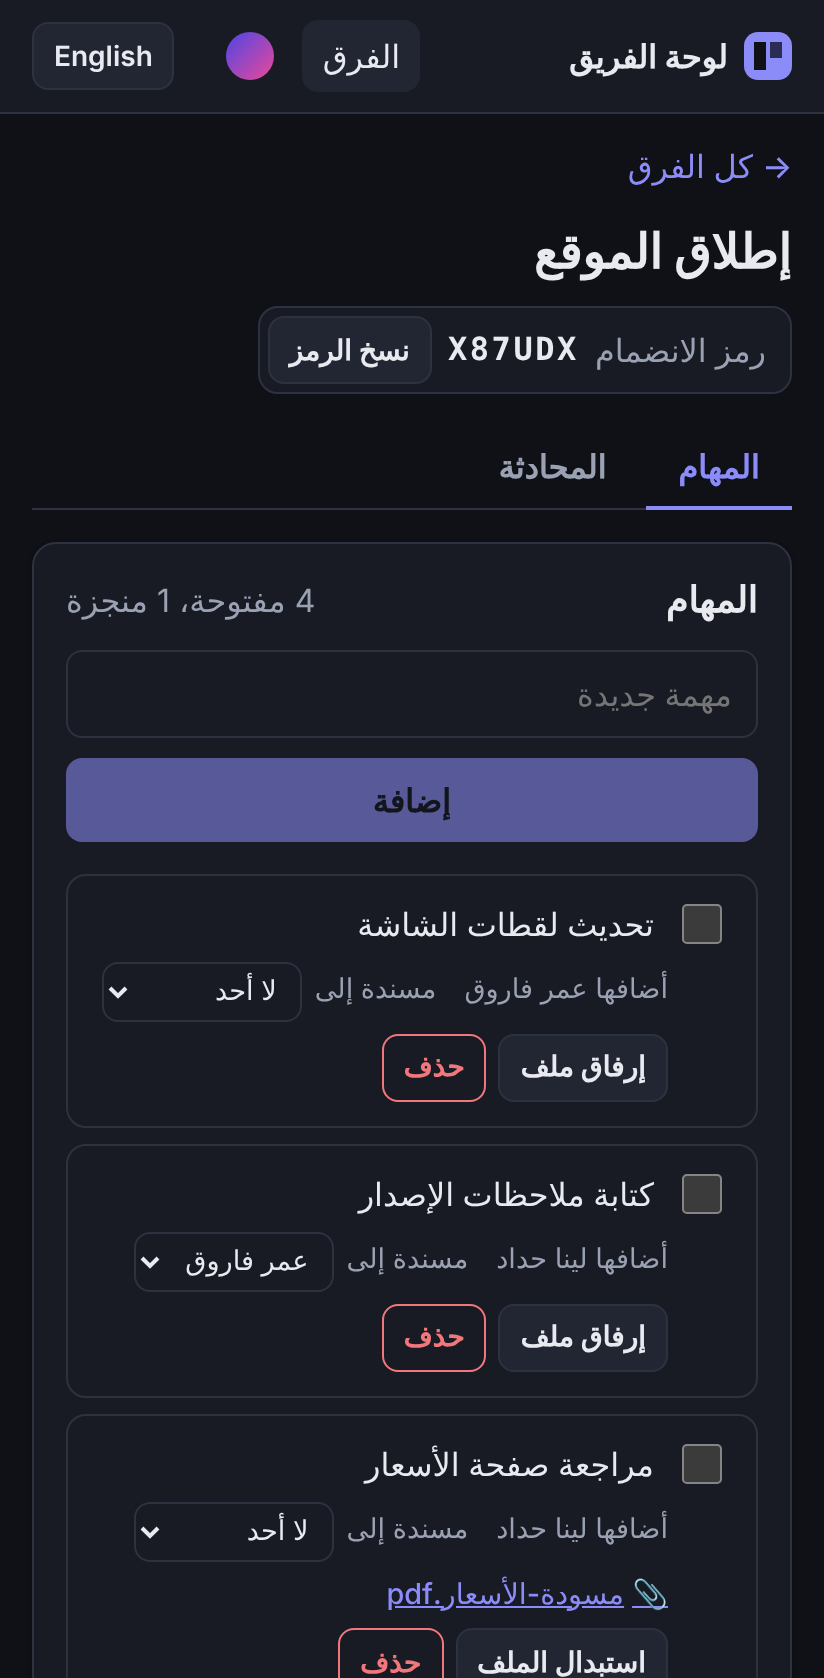 لوحة الفريق
الفرق
English
→ كل الفرق
إطلاق الموقع
رمز الانضمام X87UDX نسخ الرمز
المهام المحادثة
المهام
4 مفتوحة، 1 منجزة
مهمة جديدة
إضافة
تحديث لقطات الشاشة
أضافها عمر فاروق مسندة إلى لا أحد
إرفاق ملف حذف
كتابة ملاحظات الإصدار
أضافها لينا حداد مسندة إلى عمر فاروق
إرفاق ملف حذف
مراجعة صفحة الأسعار
أضافها لينا حداد مسندة إلى لا أحد
📎 مسودة-الأسعار.pdf
استبدال الملف حذف